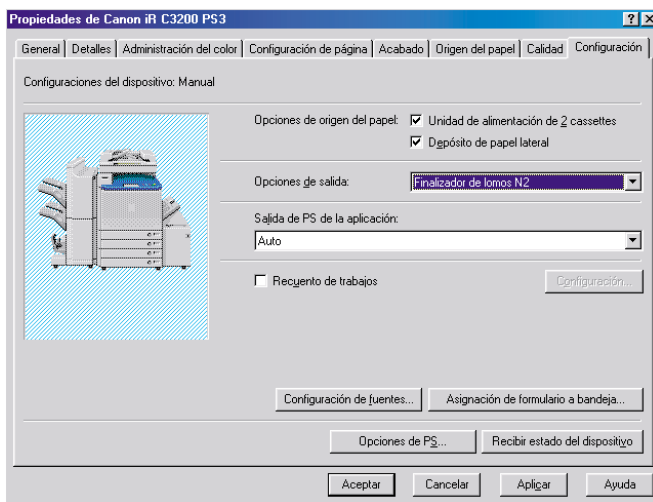 Propiedades de Canon iR C3200 PS3
General Detalles Administración del color Configuración de página Acabado Origen del papel Calidad Configuración
Configuraciones del dispositivo: Manual
Opciones de origen del papel: Unidad de alimentación de 2 cassettes
Depósito de papel lateral
Opciones de salida: Finalizador de lomos N2
Salida de PS de la aplicación:
Auto
Recuento de trabajos Configuración...
Configuración de fuentes... Asignación de formulario a bandeja...
Opciones de PS... Recibir estado del dispositivo
Aceptar Cancelar Aplicar Ayuda